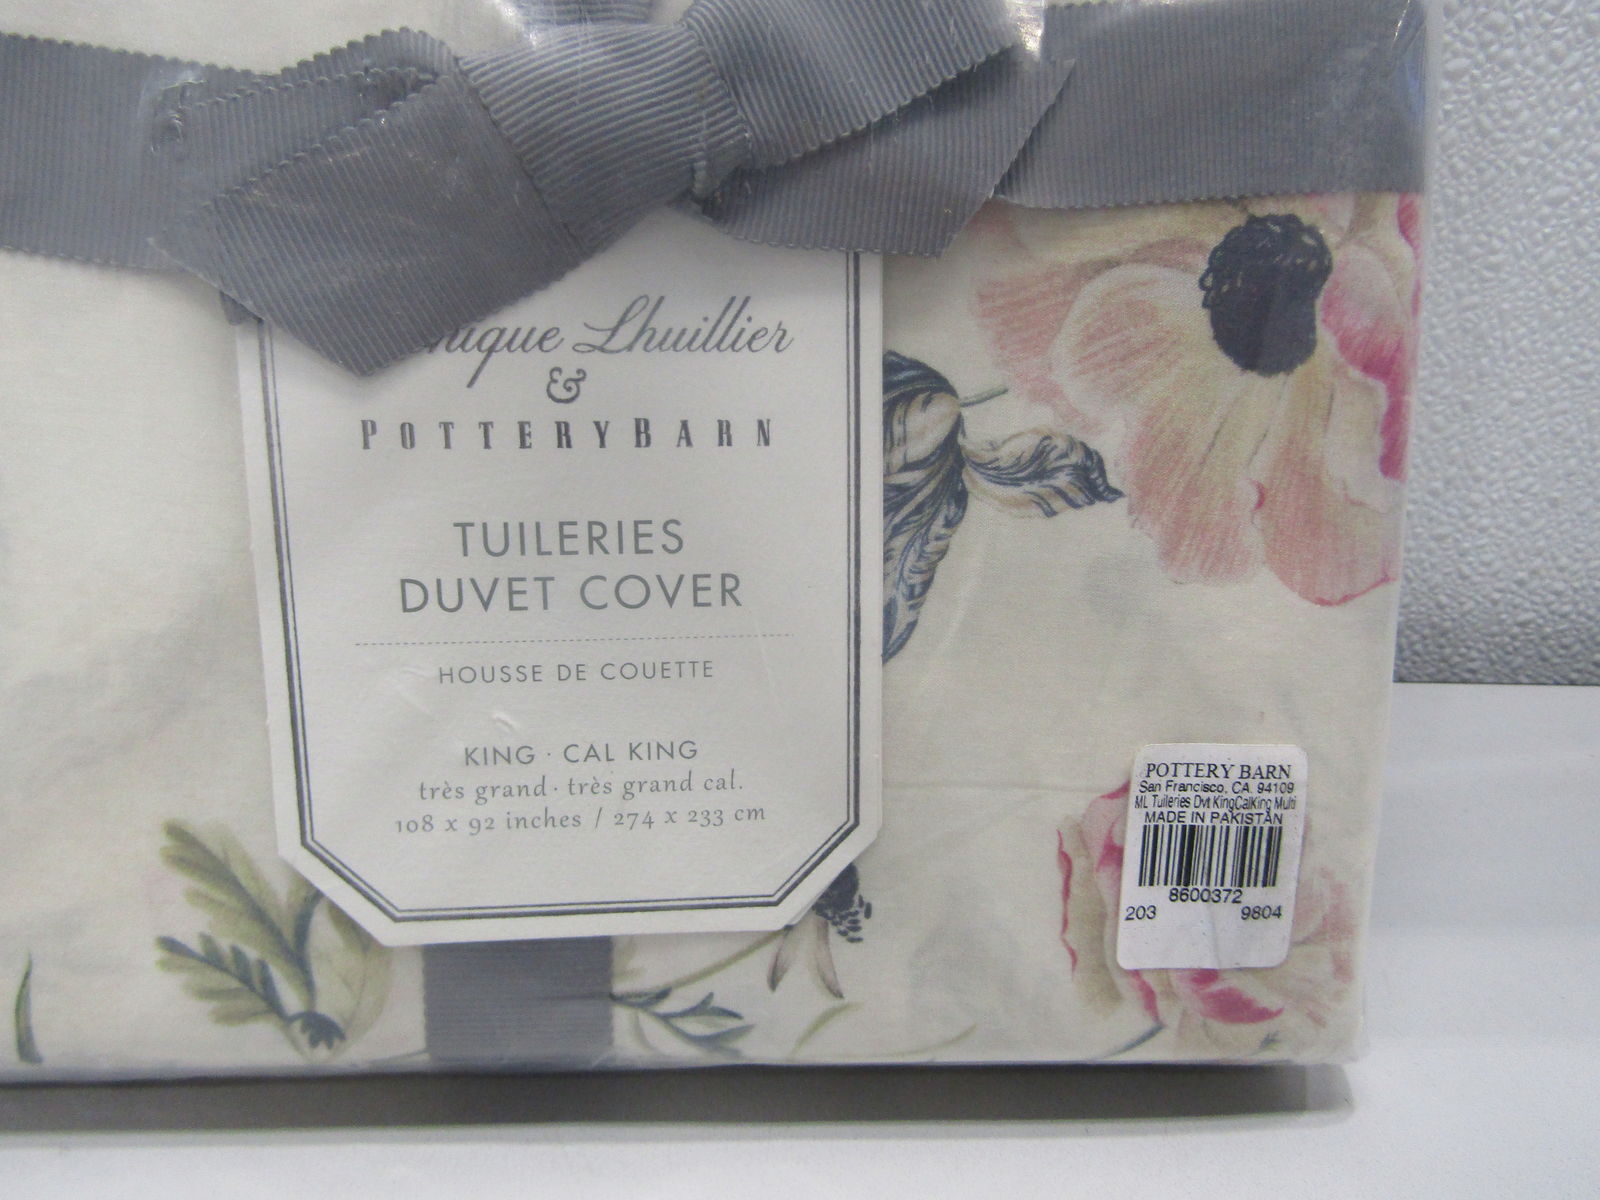 Lhuillier
&
POTTERY BARN
TUILERIES
DUVET COVER
HOUSSE DE COUETTE
KING · CAL KING
très grand · très grand cal.
108 x 92 inches / 274 x 233 cm
POTTERY BARN
San Francisco, CA. 94109
ML Tuileries Dvt KingCalKing Multi
MADE IN PAKISTAN
8600372
203 9804